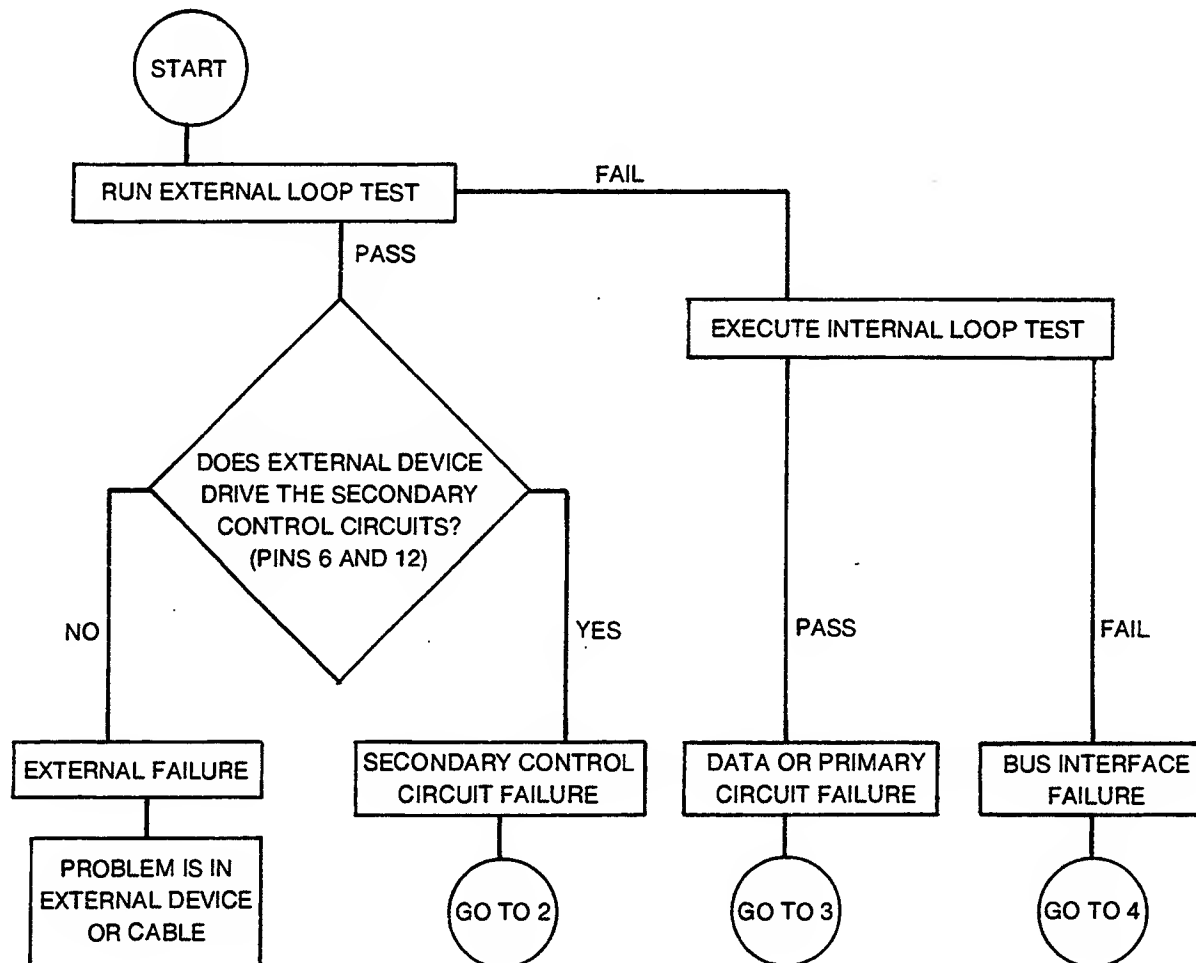 START
RUN EXTERNAL LOOP TEST
FAIL
PASS
EXECUTE INTERNAL LOOP TEST
DOES EXTERNAL DEVICE
DRIVE THE SECONDARY
CONTROL CIRCUITS?
(PINS 6 AND 12)
NO
YES
PASS
FAIL
EXTERNAL FAILURE
SECONDARY CONTROL
CIRCUIT FAILURE
DATA OR PRIMARY
CIRCUIT FAILURE
BUS INTERFACE
FAILURE
PROBLEM IS IN
EXTERNAL DEVICE
OR CABLE
GO TO 2
GO TO 3
GO TO 4